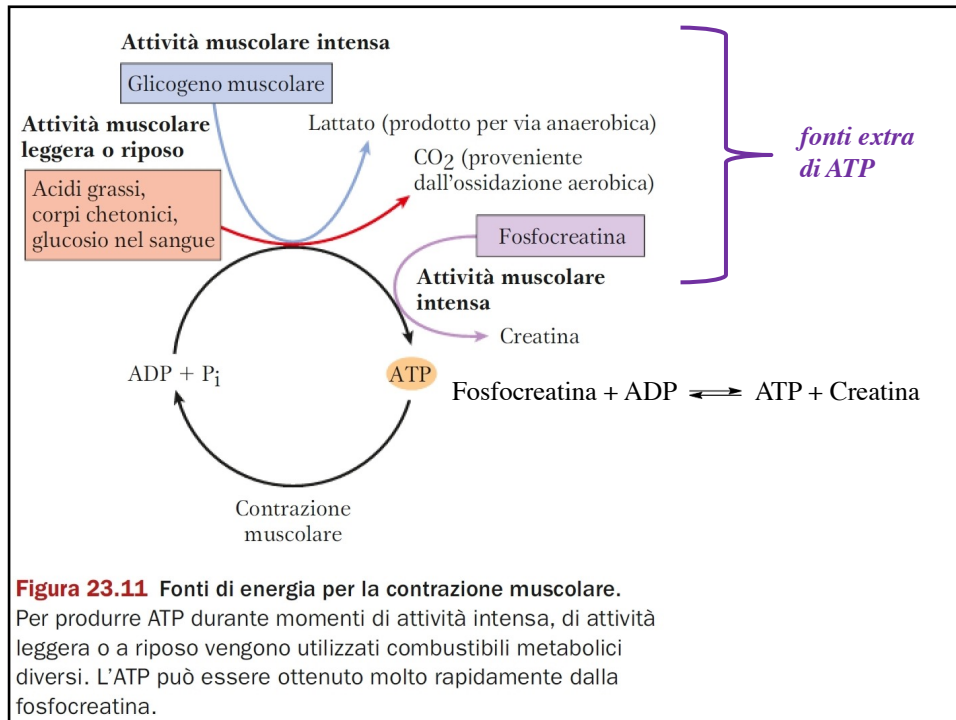 Attività muscolare intensa
Glicogeno muscolare
Attività muscolare
leggera o riposo
Acidi grassi,
corpi chetonici,
glucosio nel sangue
Lattato (prodotto per via anaerobica)
CO₂ (proveniente
dall'ossidazione aerobica)
fonti extra
di ATP
Fosfocreatina
Attività muscolare
intensa
Creatina
ADP + Pi
ATP
Fosfocreatina + ADP ⇌ ATP + Creatina
Contrazione
muscolare
Figura 23.11 Fonti di energia per la contrazione muscolare.
Per produrre ATP durante momenti di attività intensa, di attività
leggera o a riposo vengono utilizzati combustibili metabolici
diversi. L'ATP può essere ottenuto molto rapidamente dalla
fosfocreatina.